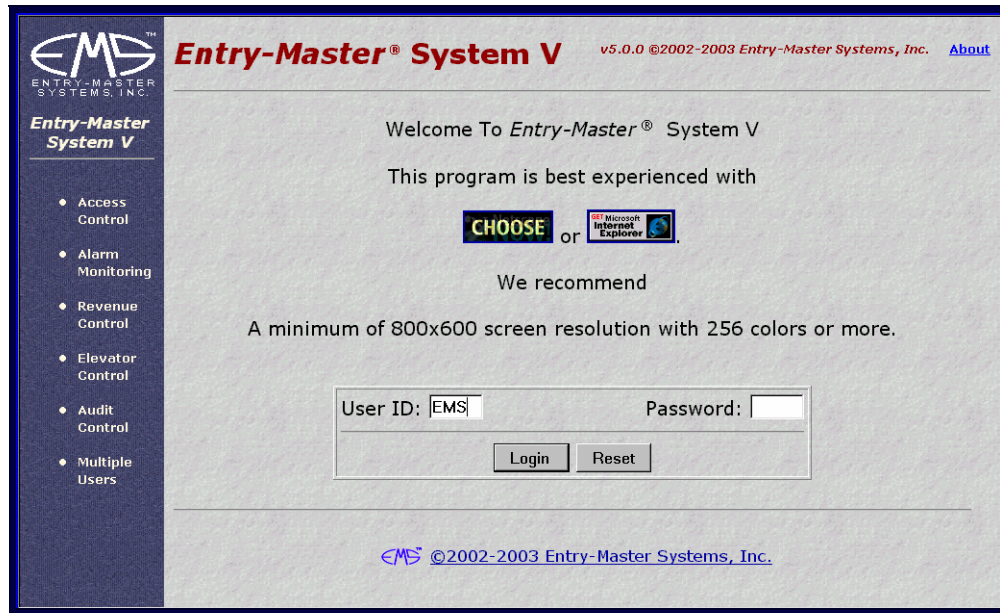 EMS™
ENTRY-MASTER
SYSTEMS, INC.
Entry-Master
System V
• Access
Control
• Alarm
Monitoring
• Revenue
Control
• Elevator
Control
• Audit
Control
• Multiple
Users
Entry-Master® System V v5.0.0 ©2002-2003 Entry-Master Systems, Inc. About
Welcome To Entry-Master ® System V
This program is best experienced with
CHOOSE or GET Microsoft
Internet
Explorer .
We recommend
A minimum of 800x600 screen resolution with 256 colors or more.
User ID: EMS Password:
Login Reset
EMS ©2002-2003 Entry-Master Systems, Inc.